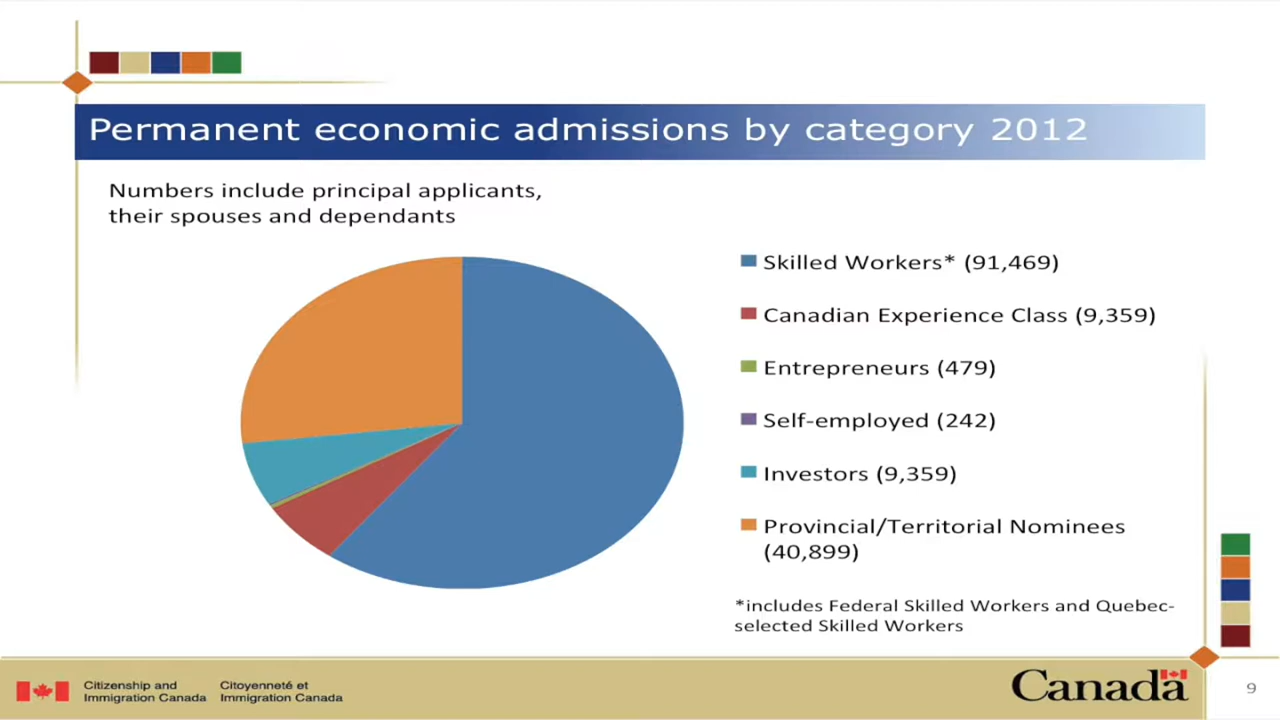 Permanent economic admissions by category 2012
Numbers include principal applicants,
their spouses and dependants
Skilled Workers* (91,469)
Canadian Experience Class (9,359)
Entrepreneurs (479)
Self-employed (242)
Investors (9,359)
Provincial/Territorial Nominees
(40,899)
*includes Federal Skilled Workers and Quebec-
selected Skilled Workers
Citizenship and
Immigration Canada
Citoyenneté et
Immigration Canada
Canada
9